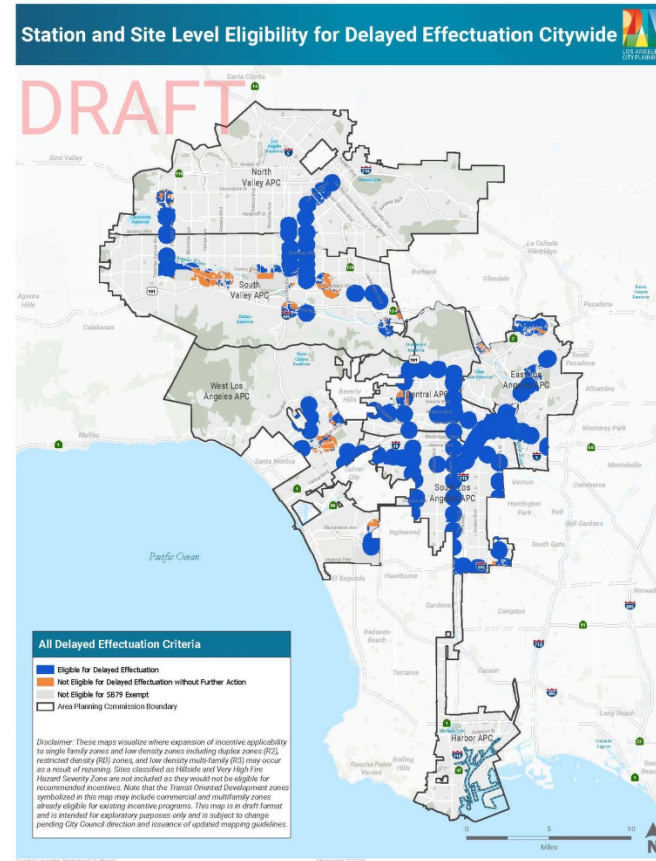 Station and Site Level Eligibility for Delayed Effectuation Citywide
LOS ANGELES
CITY PLANNING
DRAFT
Santa Clarita
Simi Valley
North
Valley APC
La Cañada
Flintridge
Burbank
Glendale
Pasadena
South
Valley APC
Agoura
Hills
Calabasas
101
South
Pasadena
East Los
Angeles APC
West Los
Angeles APC
Beverly
Hills
Central APC
Alhambra
Monterey Park
Malibu
Santa Monica
Culver
City
Montebello
Commerce
Vernon
South Los
Angeles APC
Huntington
Park
Bell
Bell Gardens
Inglewood
South Gate
Pacific Ocean
El Segundo
Hawthorne
Norwalk
Gardena
Compton
Redondo
Beach
Torrance
Carson
Long Beach
Harbor APC
Rolling
Hills
Rancho Palos
Verdes
All Delayed Effectuation Criteria
Eligible for Delayed Effectuation
Not Eligible for Delayed Effectuation without Further Action
Not Eligible for SB79 Exempt
Area Planning Commission Boundary
Disclaimer: These maps visualize where expansion of incentive applicability
to single family zones and low density zones including duplex zones (R2),
restricted density (RD) zones, and low density multi-family (R3) may occur
as a result of rezoning. Sites classified as Hillside and Very High Fire
Hazard Severity Zone are not included as they would not be eligible for
recommended incentives. Note that the Transit Oriented Development zones
symbolized in this map may include commercial and multifamily zones
already eligible for existing incentive programs. This map is in draft format
and is intended for exploratory purposes only and is subject to change
pending City Council direction and issuance of updated mapping guidelines.
0 5 10
Miles
N